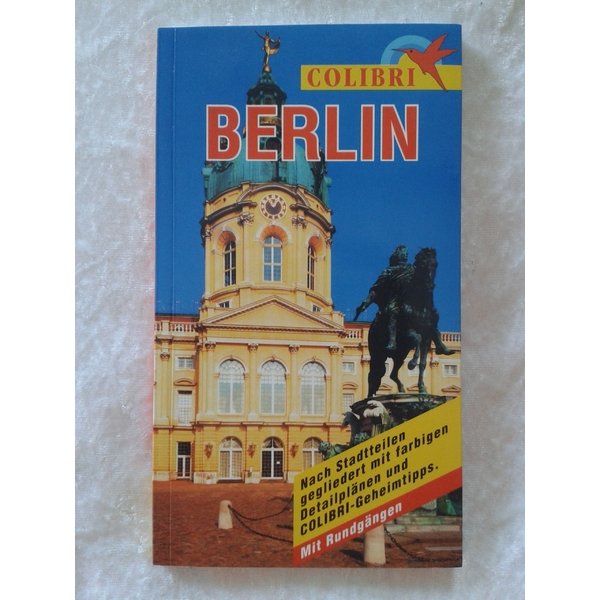 COLIBRI
BERLIN
Nach Stadtteilen
gegliedert mit farbigen
Detailplänen und
COLIBRI-Geheimtipps.
Mit Rundgängen